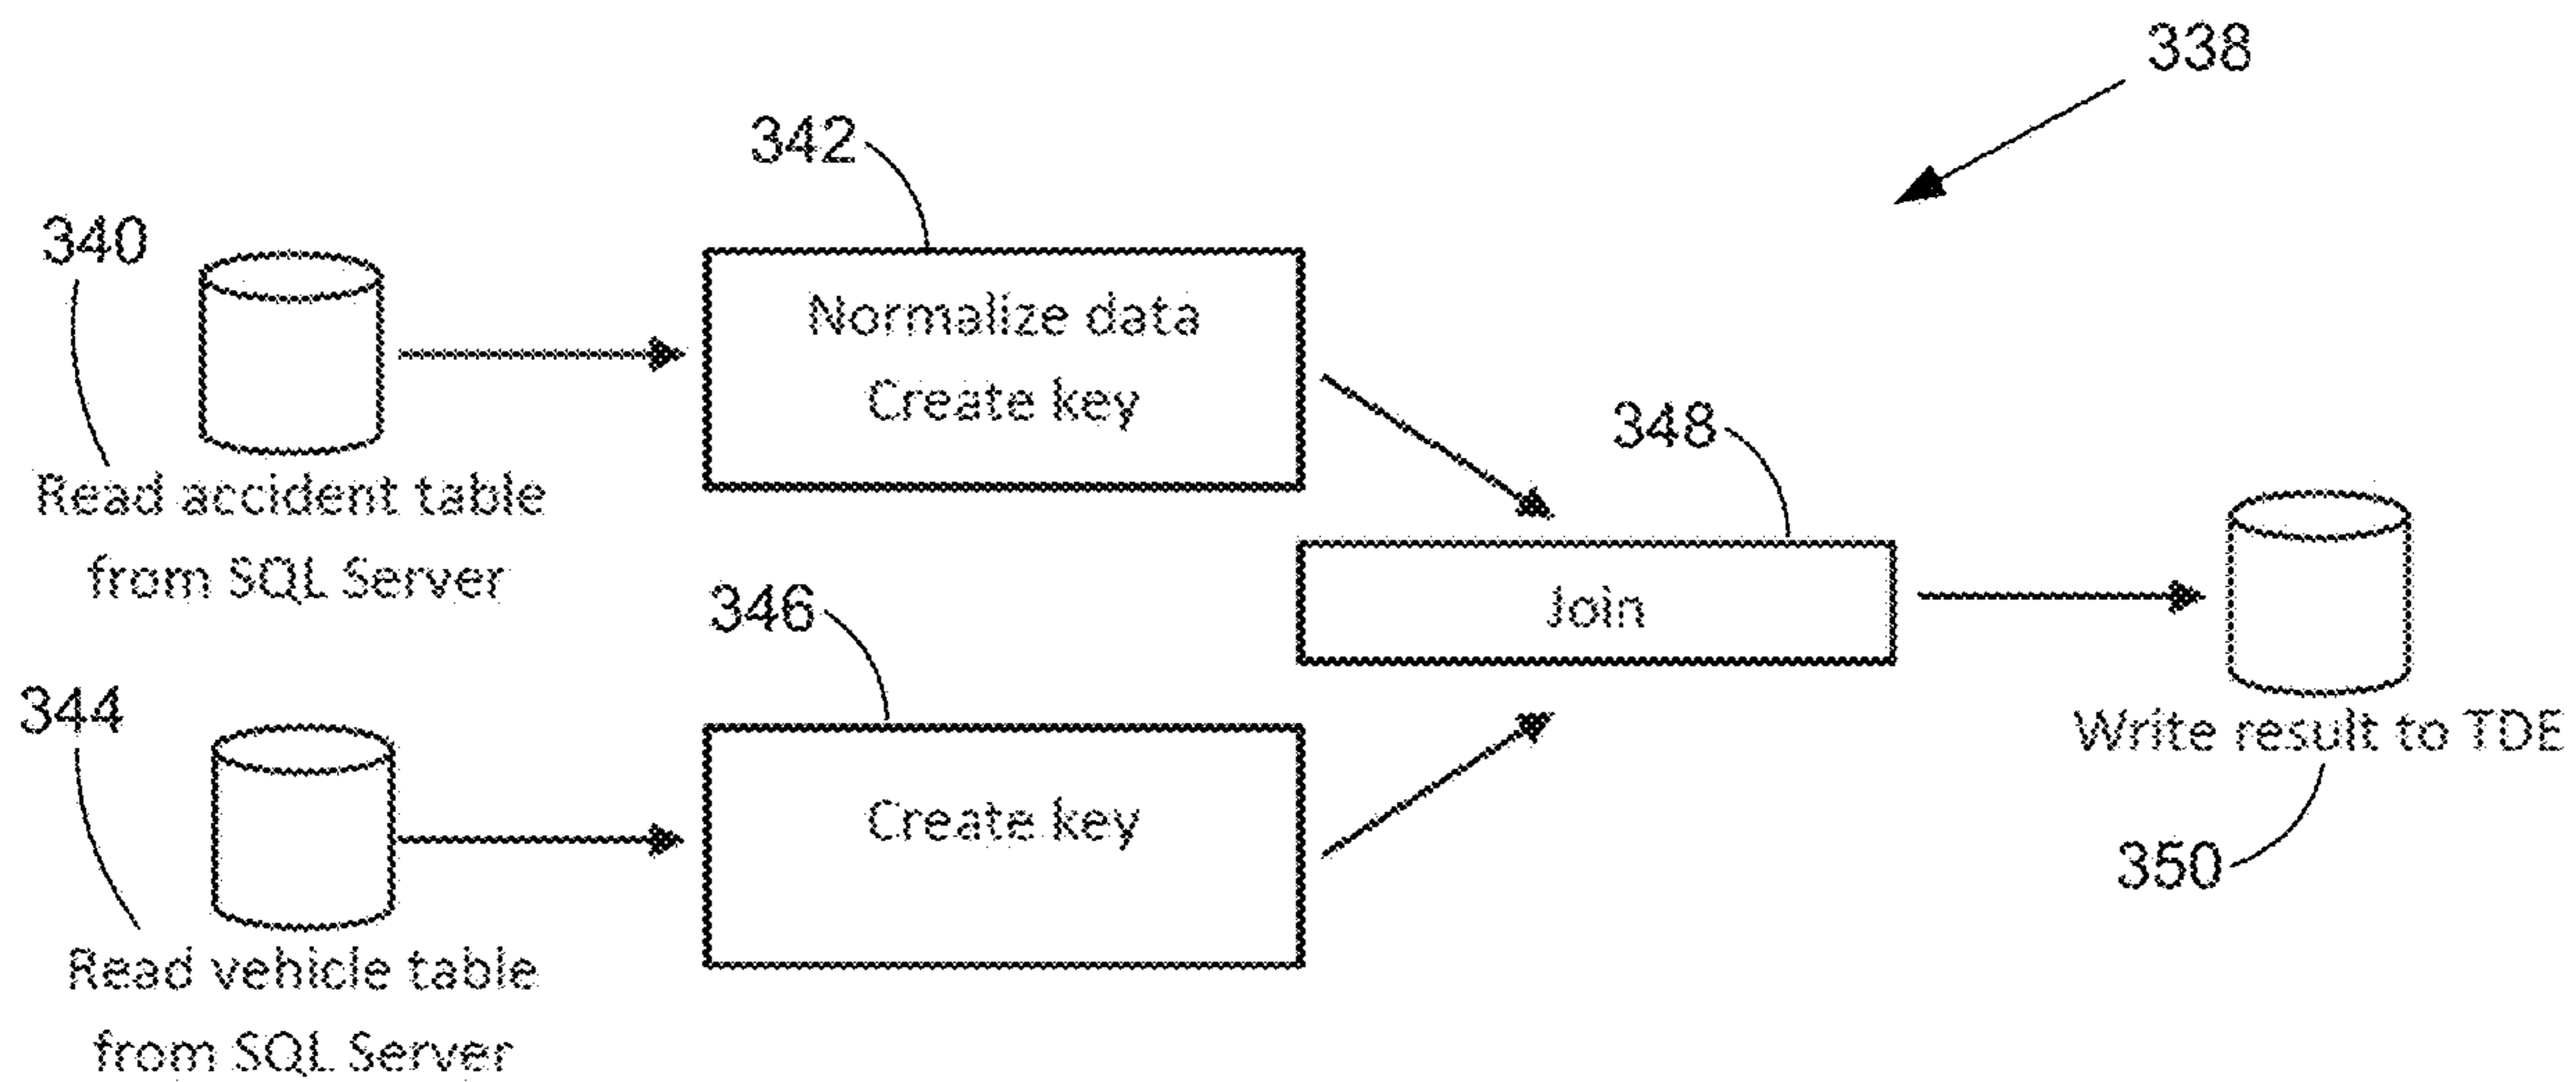 338
342
340
Normalize data
Create key
348
Read accident table
from SQL Server
346
Join
344
Write result to TDE
Create key
350
Read vehicle table
from SQL Server